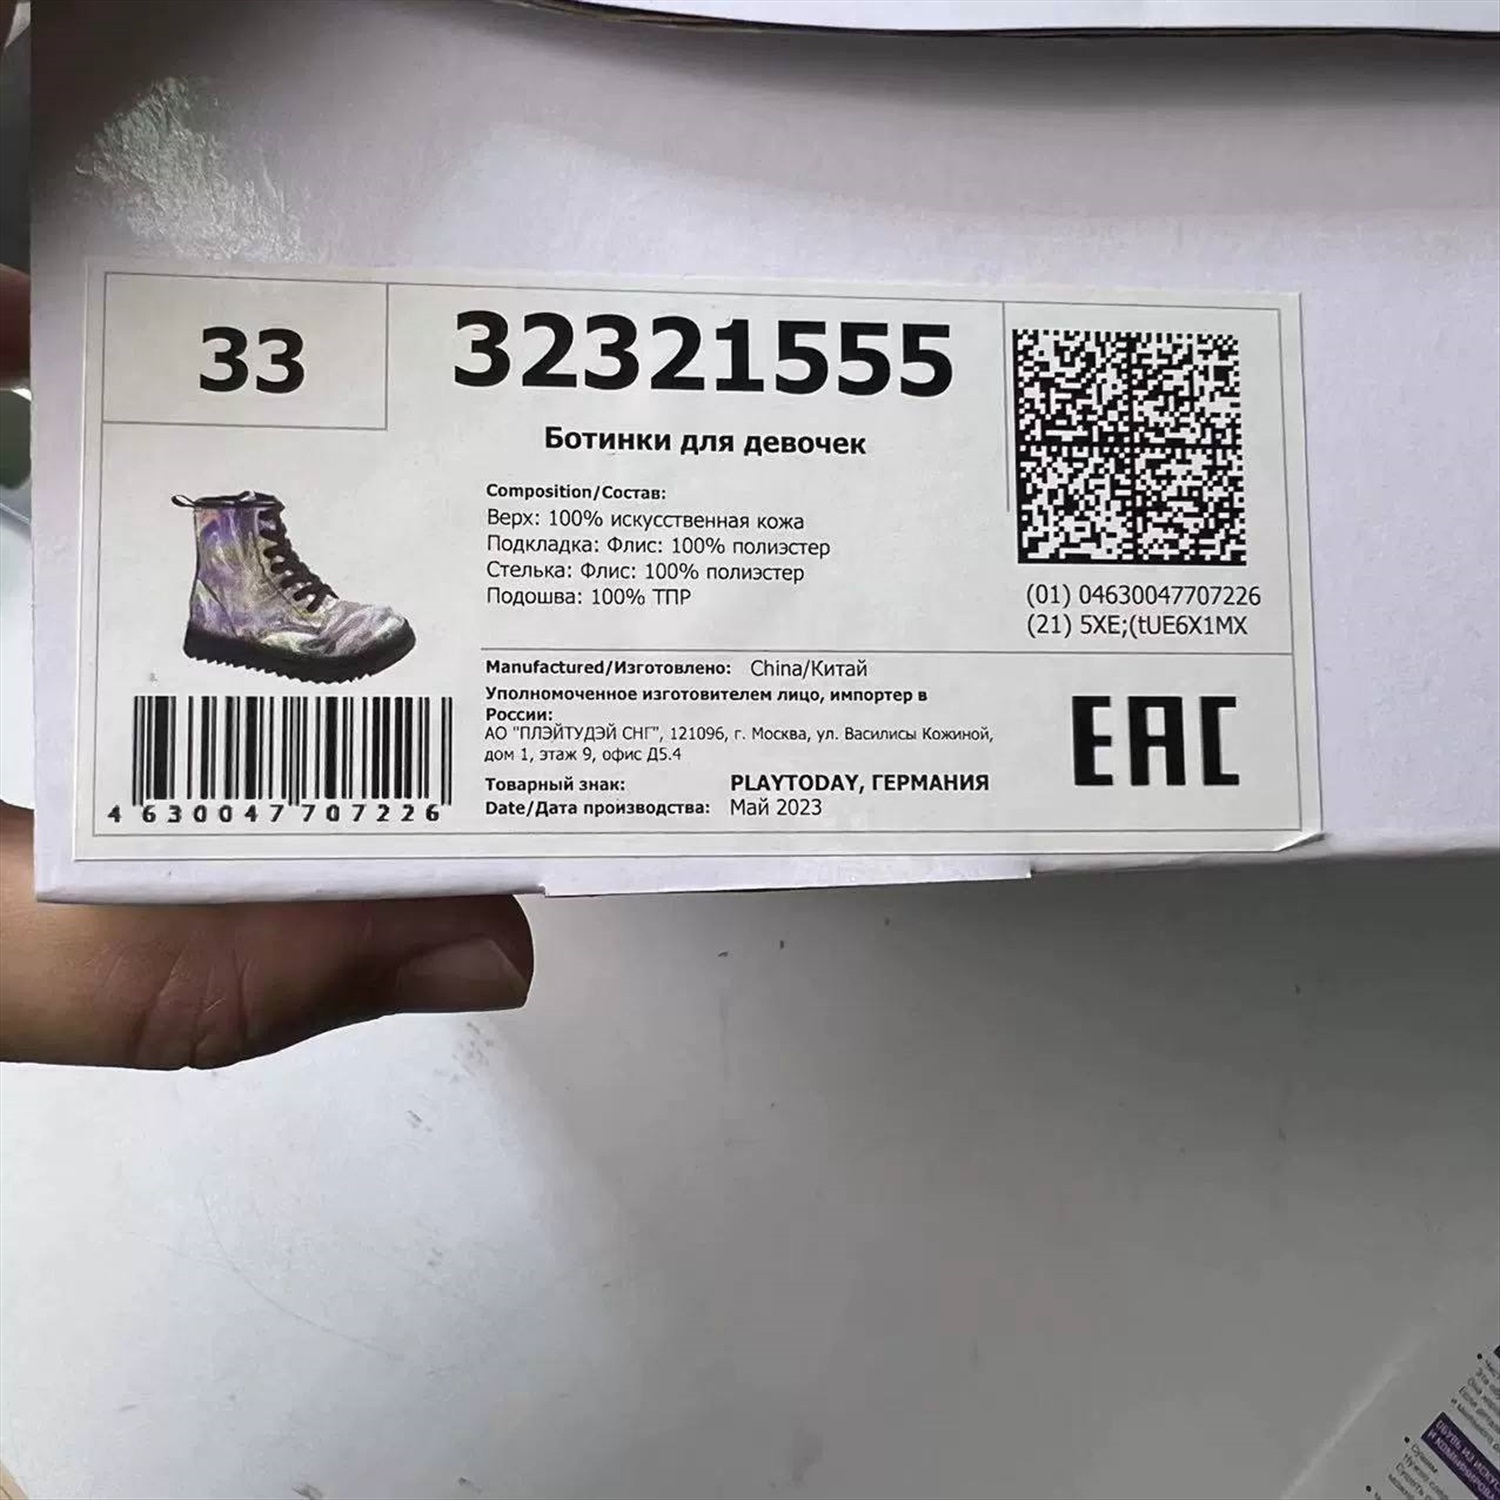 33
32321555
Ботинки для девочек
Composition/Состав:
Верх: 100% искусственная кожа
Подкладка: Флис: 100% полиэстер
Стелька: Флис: 100% полиэстер
Подошва: 100% ТПР
(01) 04630047707226
(21) 5XE;(tUE6X1MX
Manufactured/Изготовлено: China/Китай
Уполномоченное изготовителем лицо, импортер в
России:
АО "ПЛЭЙТУДЭЙ СНГ", 121096, г. Москва, ул. Василисы Кожиной,
дом 1, этаж 9, офис Д5.4
Товарный знак: PLAYTODAY, ГЕРМАНИЯ
Date/Дата производства: Май 2023
EAC
4 630047 707226
ОБУВЬ ИЗ